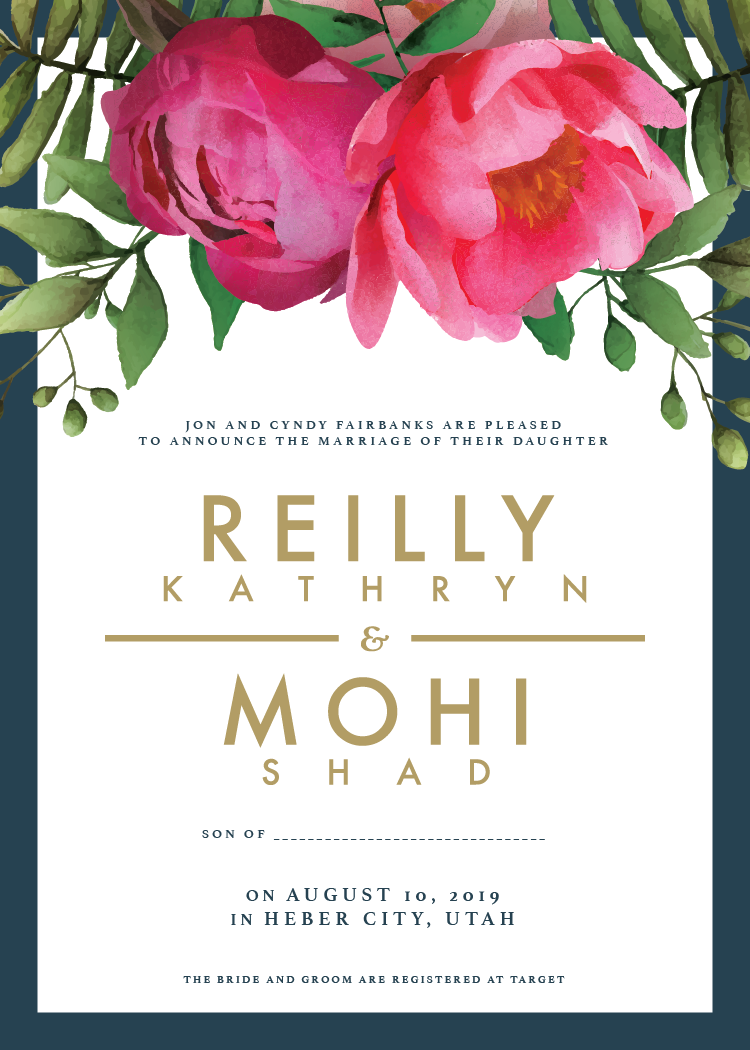 JON AND CYNDY FAIRBANKS ARE PLEASED
TO ANNOUNCE THE MARRIAGE OF THEIR DAUGHTER
REILLY
KATHRYN
&
MOHI
SHAD
SON OF ________________________________
ON AUGUST 10, 2019
IN HEBER CITY, UTAH
THE BRIDE AND GROOM ARE REGISTERED AT TARGET